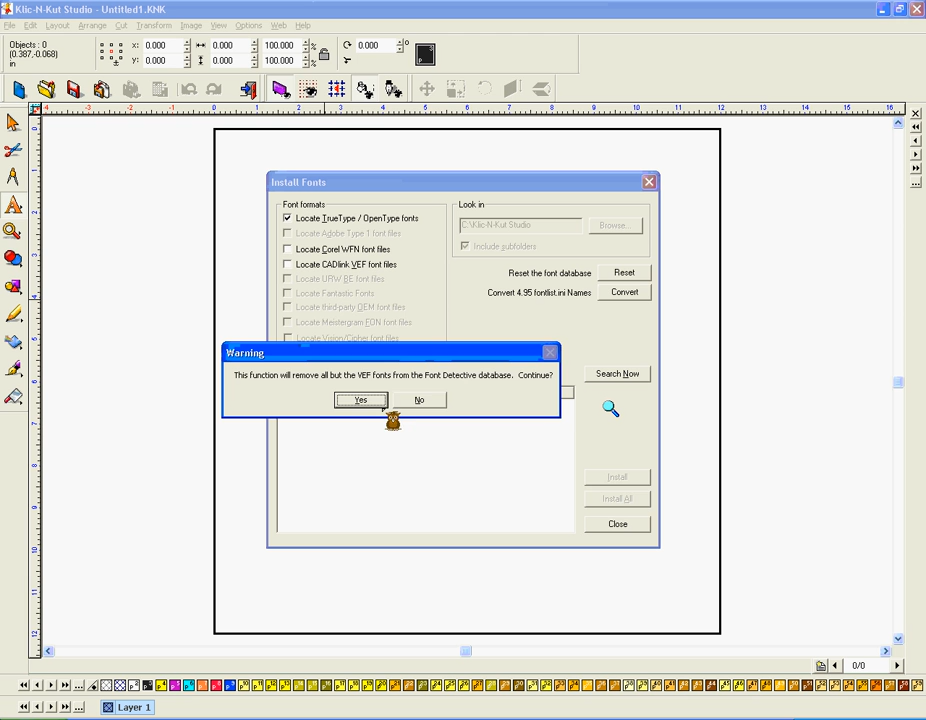 Klic-N-Kut Studio - Untitled1.KNK
File Edit Layout Arrange Cut Transform Image View Options Web Help
Objects : 0
(0.387,-0.068)
in
x: 0.000 0.000 100.000 % 0.000 °
y: 0.000 0.000 100.000 %
Install Fonts
Font formats
Locate TrueType / OpenType fonts
Locate Adobe Type 1 font files
Locate Corel WFN font files
Locate CADlink VEF font files
Locate URW BE font files
Locate Fantastic Fonts
Locate third-party OEM font files
Locate Meistergram FON font files
Locate Vision/Cipher font files
Look in
C:\Klic-N-Kut Studio
Browse...
Include subfolders
Reset the font database
Reset
Convert 4.95 fontlist.ini Names
Convert
Warning
This function will remove all but the VEF fonts from the Font Detective database. Continue?
Yes
No
Search Now
Install
Install All
Close
0/0
Layer 1